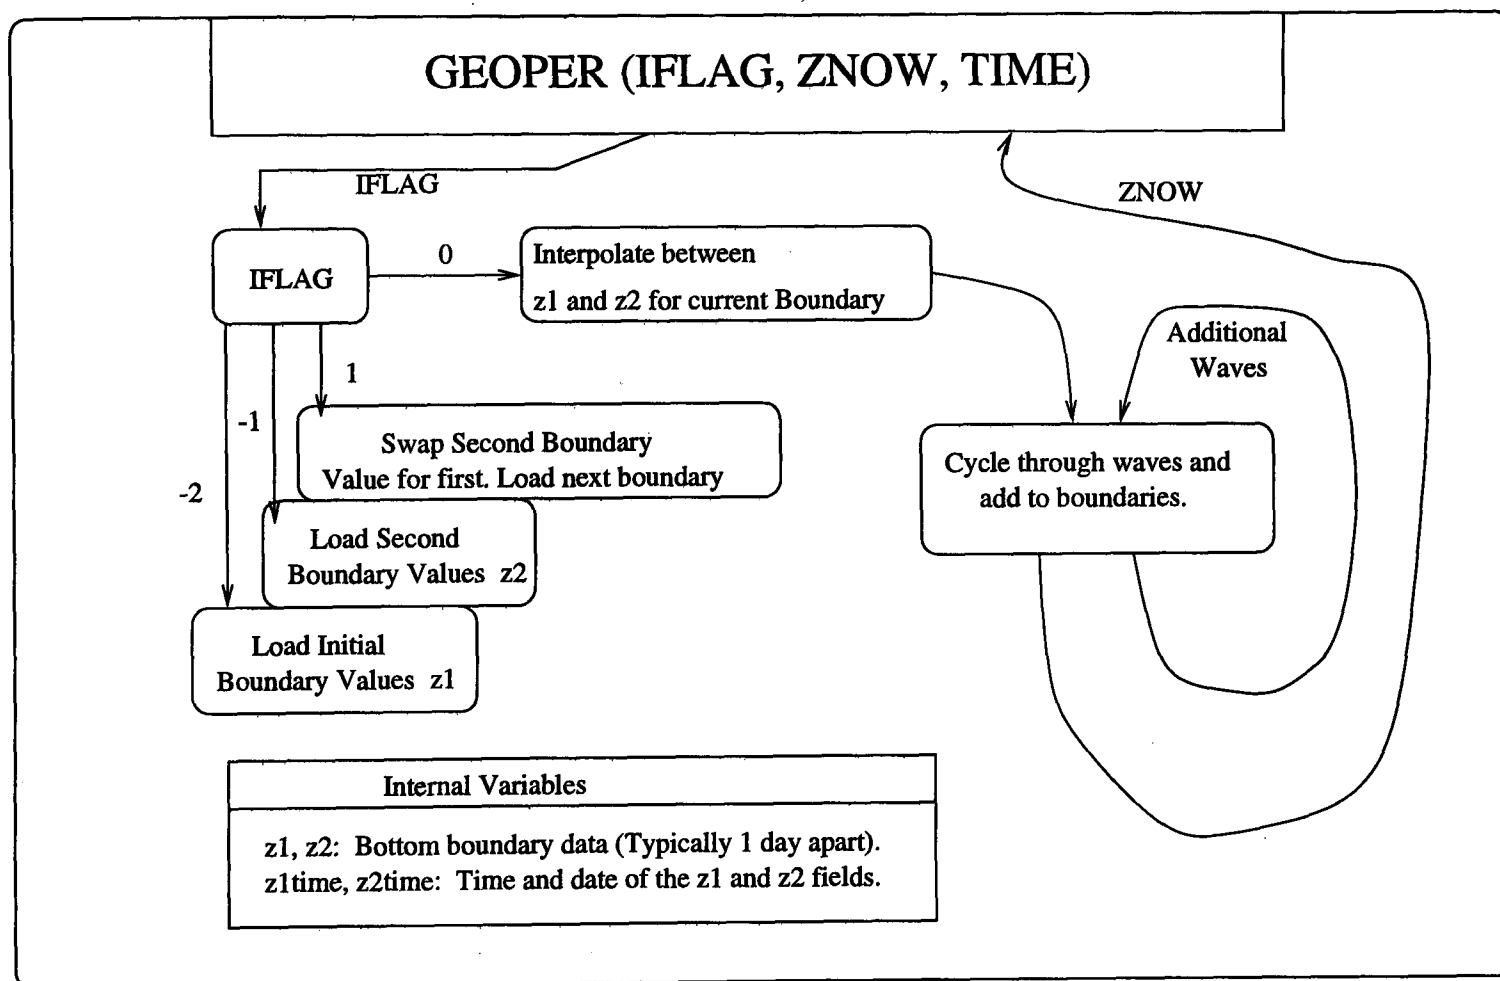 GEOPER (IFLAG, ZNOW, TIME)
IFLAG
ZNOW
IFLAG
0
Interpolate between
z1 and z2 for current Boundary
Additional
Waves
1
-1
-2
Swap Second Boundary
Value for first. Load next boundary
Cycle through waves and
add to boundaries.
Load Second
Boundary Values z2
Load Initial
Boundary Values z1
Internal Variables
z1, z2: Bottom boundary data (Typically 1 day apart).
z1time, z2time: Time and date of the z1 and z2 fields.